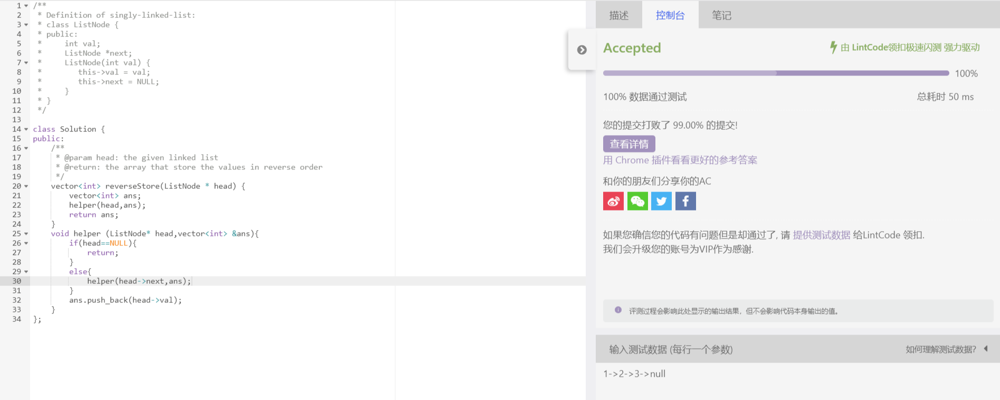 1 /**
2  * Definition of singly-linked-list:
3  * class ListNode {
4  * public:
5  *     int val;
6  *     ListNode *next;
7  *     ListNode(int val) {
8  *        this->val = val;
9  *        this->next = NULL;
10  *     }
11  * }
12  */
13
14 class Solution {
15 public:
16     /**
17      * @param head: the given linked list
18      * @return: the array that store the values in reverse order
19      */
20     vector<int> reverseStore(ListNode * head) {
21         vector<int> ans;
22         helper(head,ans);
23         return ans;
24     }
25     void helper (ListNode* head,vector<int> &ans){
26         if(head==NULL){
27             return;
28         }
29         else{
30             helper(head->next,ans);
31         }
32         ans.push_back(head->val);
33     }
34 };
描述 控制台 笔记
Accepted 由 LintCode领扣极速闪测 强力驱动
100%
100% 数据通过测试 总耗时 50 ms
您的提交打败了 99.00% 的提交!
查看详情
用 Chrome 插件看看更好的参考答案
和你的朋友们分享你的AC
如果您确信您的代码有问题但是却通过了, 请 提供测试数据 给LintCode 领扣.
我们会升级您的账号为VIP作为感谢.
评测过程会影响此处显示的输出结果，但不会影响代码本身输出的值。
输入测试数据 (每行一个参数) 如何理解测试数据?
1->2->3->null